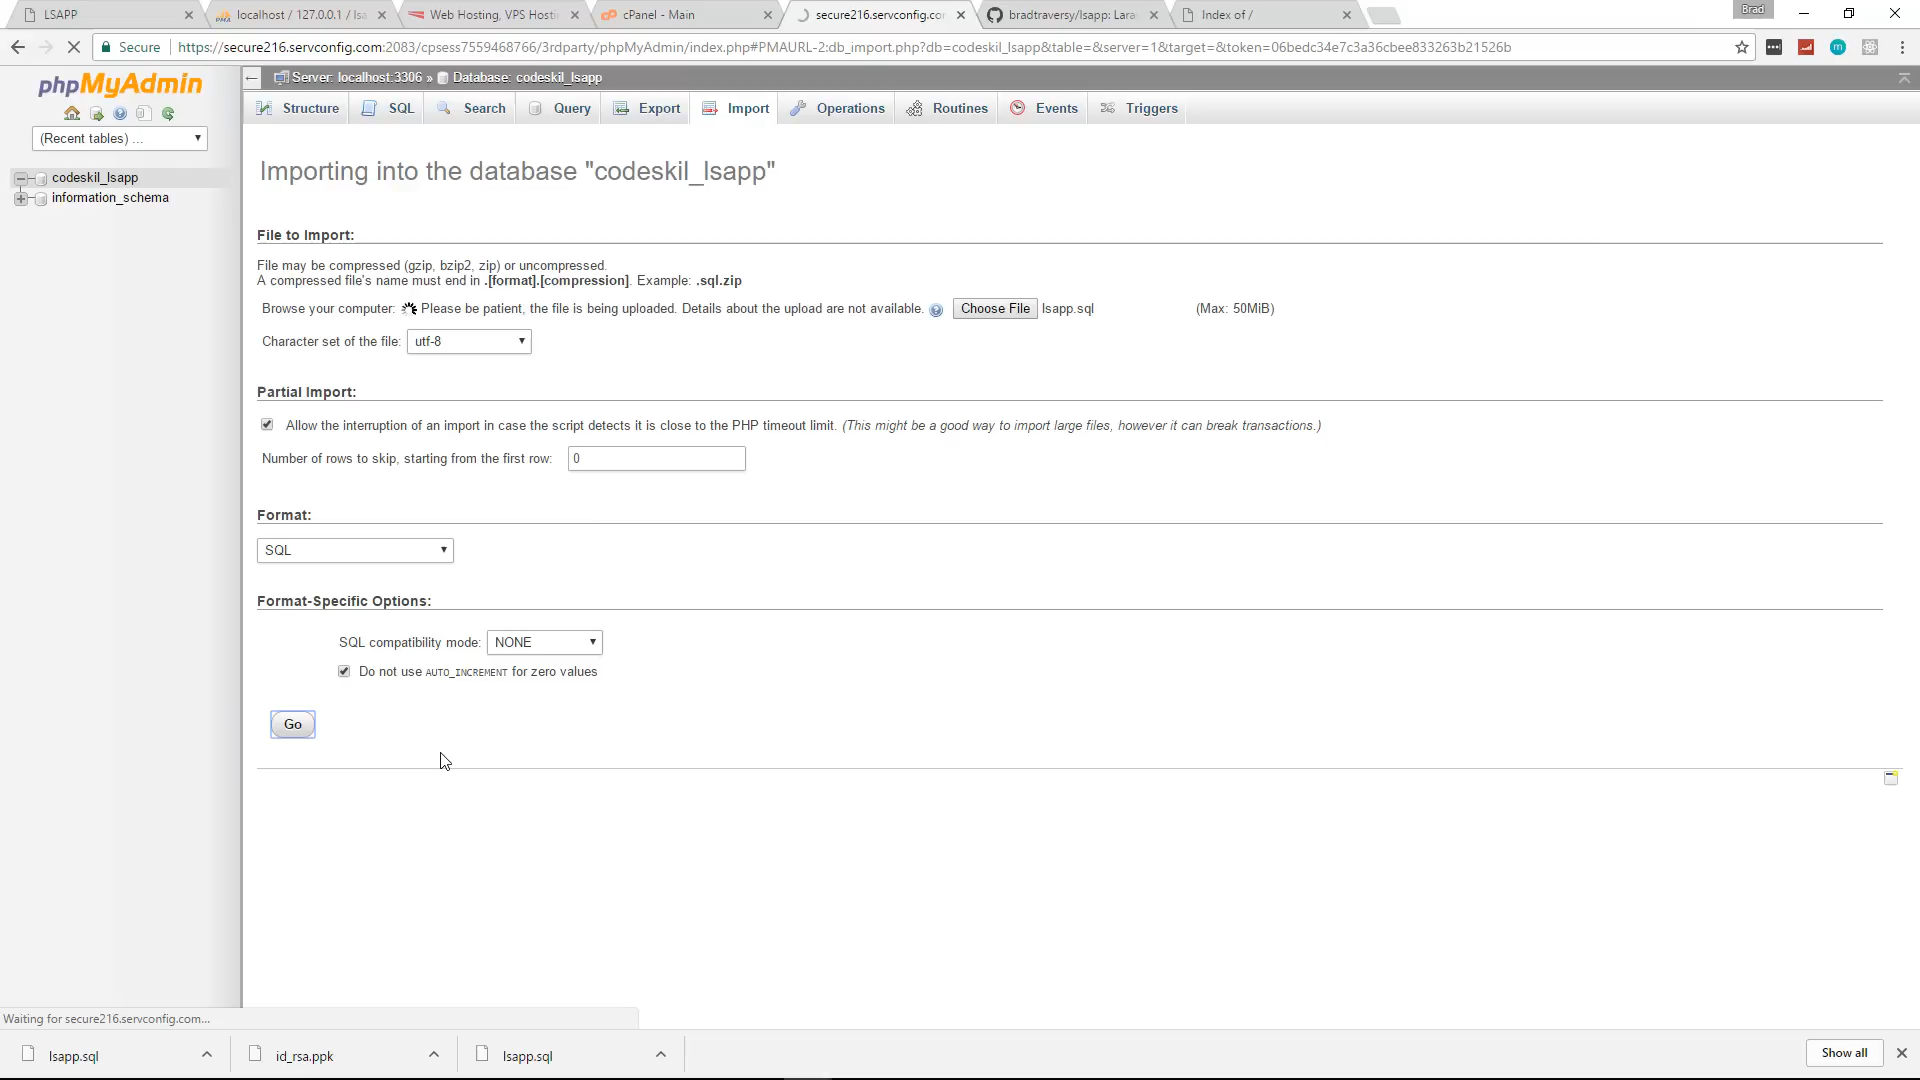 LSAPP
localhost / 127.0.0.1 / lsa
Web Hosting, VPS Hosti
cPanel - Main
secure216.servconfig.co
bradtraversy/lsapp: Lara
Index of /
Brad
Secure
https://secure216.servconfig.com:2083/cpsess7559468766/3rdparty/phpMyAdmin/index.php#PMAURL-2:db_import.php?db=codeskil_lsapp&table=&server=1&target=&token=06bedc34e7c3a36cbee833263b21526b
phpMyAdmin
Server: localhost:3306 » Database: codeskil_lsapp
(Recent tables) ...
Structure
SQL
Search
Query
Export
Import
Operations
Routines
Events
Triggers
codeskil_lsapp
information_schema
Importing into the database "codeskil_lsapp"
File to Import:
File may be compressed (gzip, bzip2, zip) or uncompressed.
A compressed file's name must end in .[format].[compression]. Example: .sql.zip
Browse your computer: Please be patient, the file is being uploaded. Details about the upload are not available. Choose File lsapp.sql (Max: 50MiB)
Character set of the file: utf-8
Partial Import:
Allow the interruption of an import in case the script detects it is close to the PHP timeout limit. (This might be a good way to import large files, however it can break transactions.)
Number of rows to skip, starting from the first row: 0
Format:
SQL
Format-Specific Options:
SQL compatibility mode: NONE
Do not use AUTO_INCREMENT for zero values
Go
Waiting for secure216.servconfig.com...
lsapp.sql
id_rsa.ppk
lsapp.sql
Show all